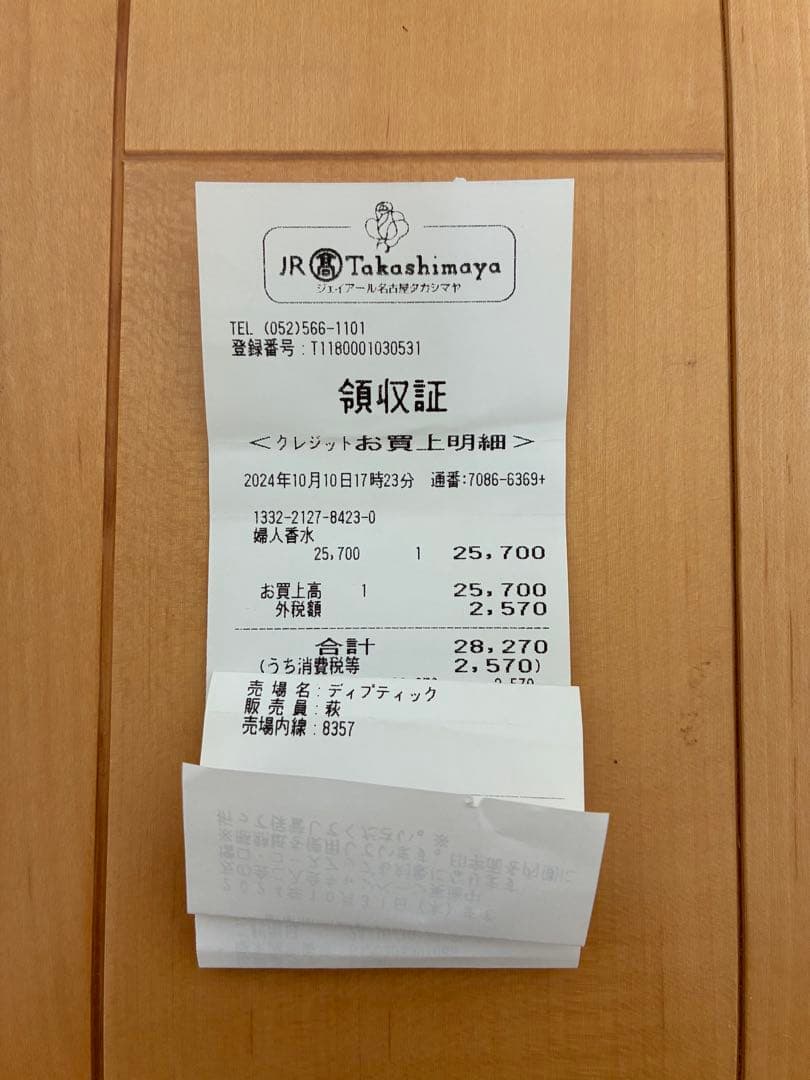 JR 髙 Takashimaya
ジェイアール名古屋タカシマヤ
TEL (052)566-1101
登録番号:T1180001030531
領収証
<クレジットお買上明細>
2024年10月10日17時23分 通番:7086-6369+
1332-2127-8423-0
婦人香水
25,700 1 25,700
お買上高 1 25,700
外税額 2,570
合計 28,270
(うち消費税等 2,570)
売場名:ディプティック
販売員:萩
売場内線:8357